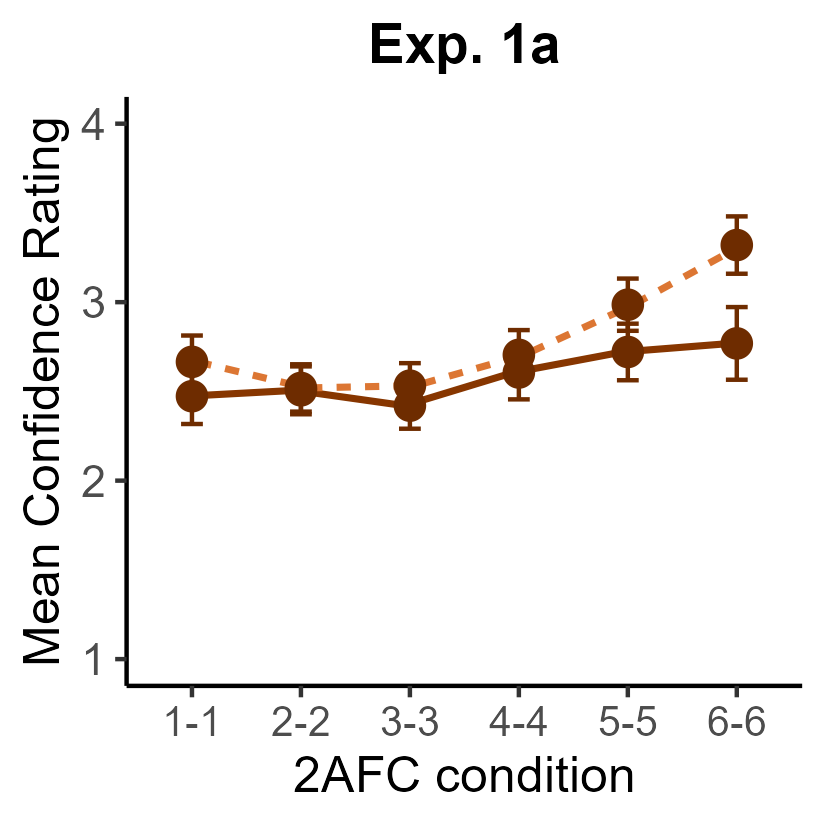 Exp. 1a
Mean Confidence Rating
4
3
2
1
1-1 2-2 3-3 4-4 5-5 6-6
2AFC condition